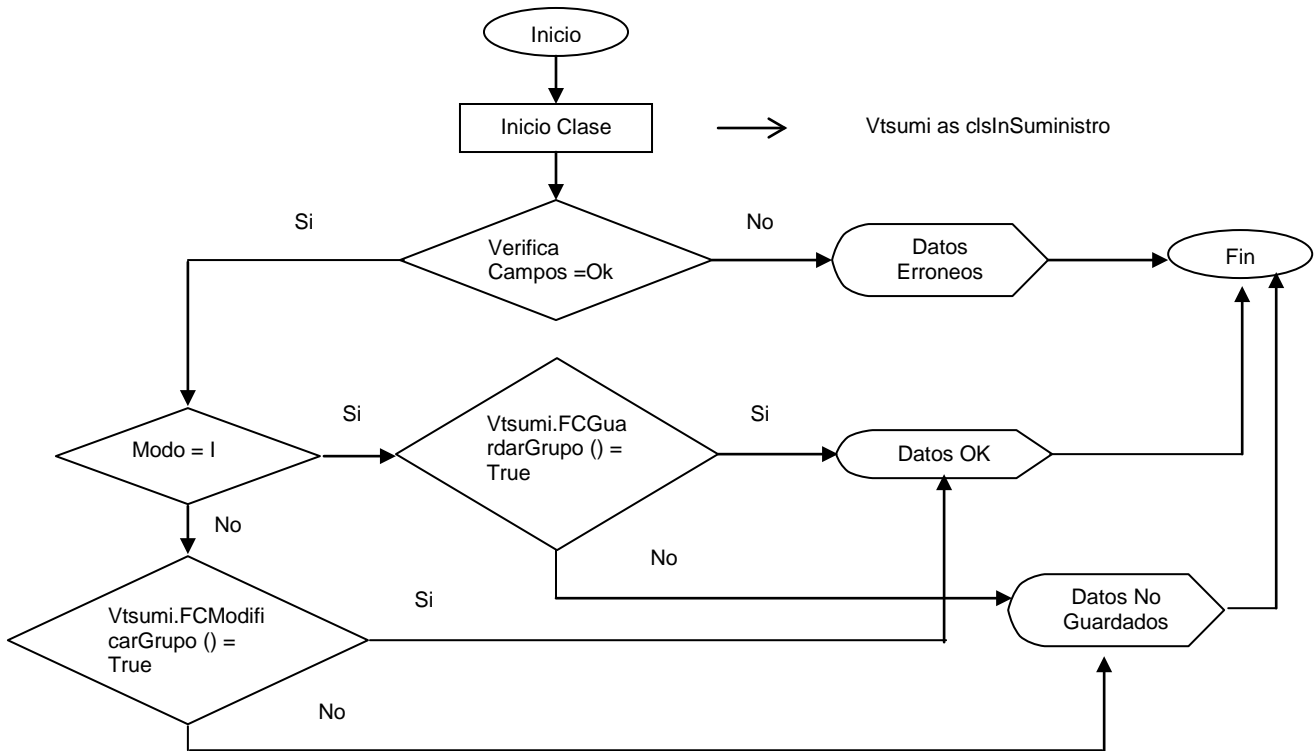 Inicio
Inicio Clase
Vtsumi as clsInSuministro
Si
No
Verifica
Campos =Ok
Datos
Erroneos
Fin
Modo = I
Si
Vtsumi.FCGua
rdarGrupo () =
True
Si
Datos OK
No
No
Vtsumi.FCModifi
carGrupo () =
True
Si
Datos No
Guardados
No